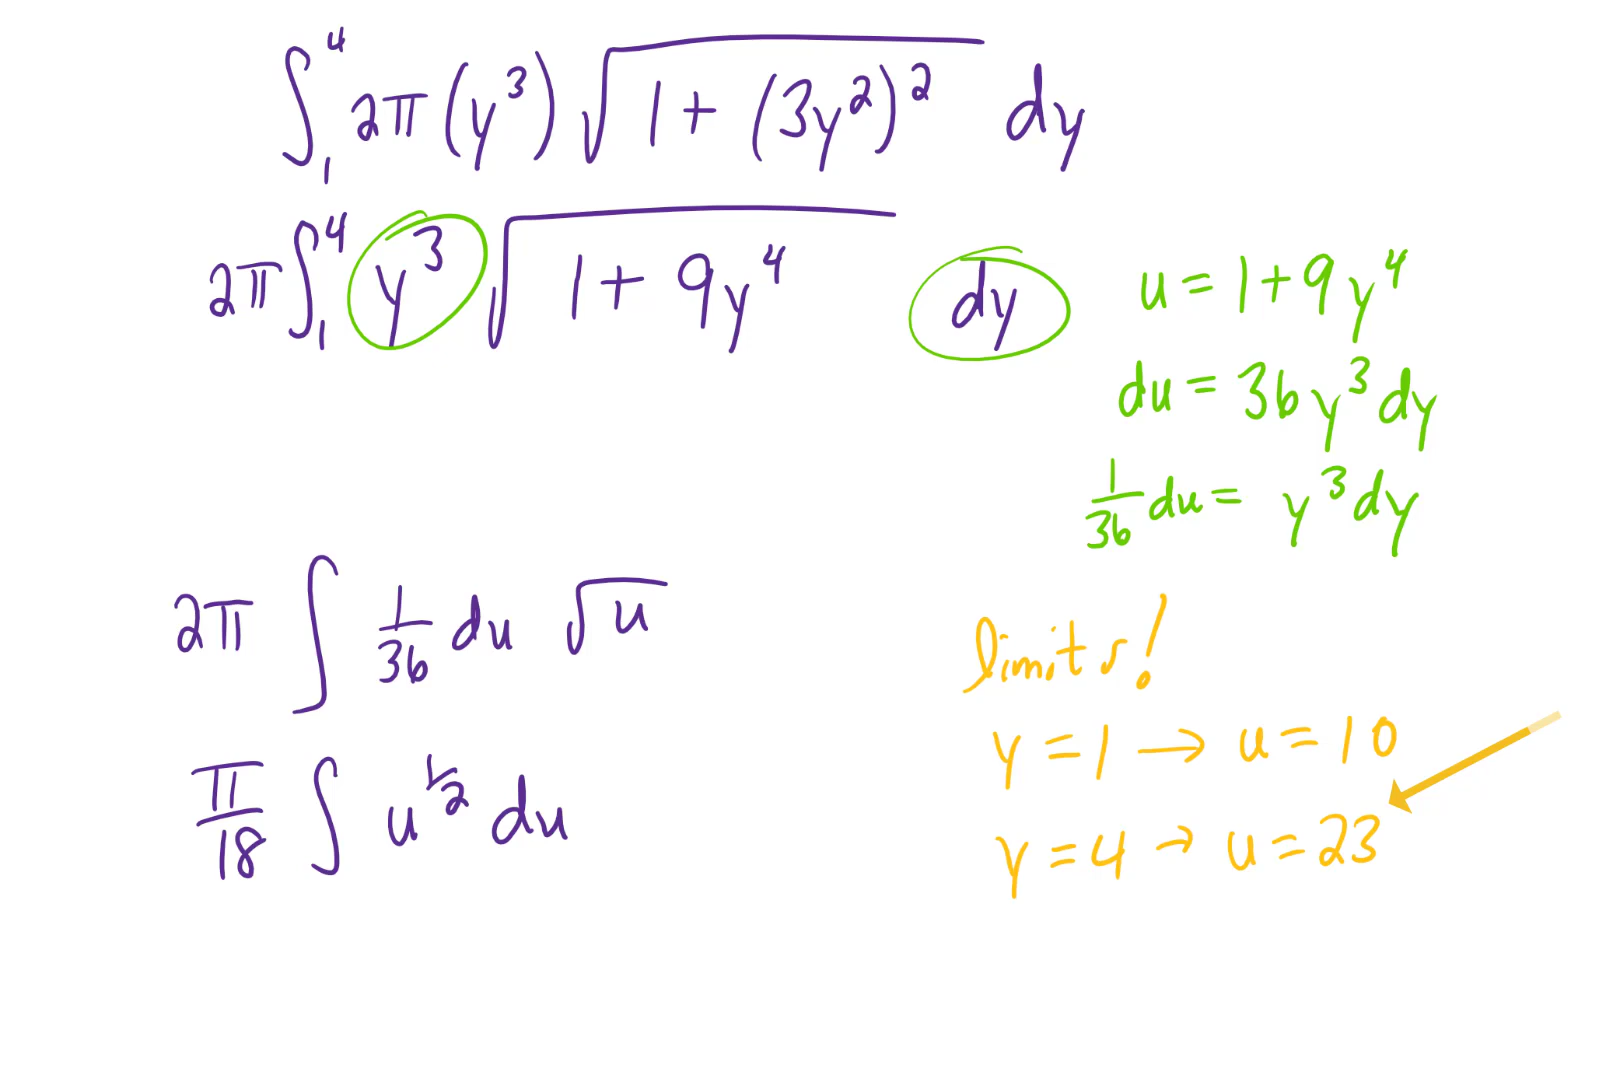 ∫₁⁴ 2π(y³)√(1 + (3y²)²) dy
2π∫₁⁴ y³ √(1 + 9y⁴) dy
u = 1 + 9y⁴
du = 36y³dy
1/36 du = y³dy
2π ∫ 1/36 du √u
limits!
y = 1 → u = 10
π/18 ∫ u^(1/2) du
y = 4 → u = 23